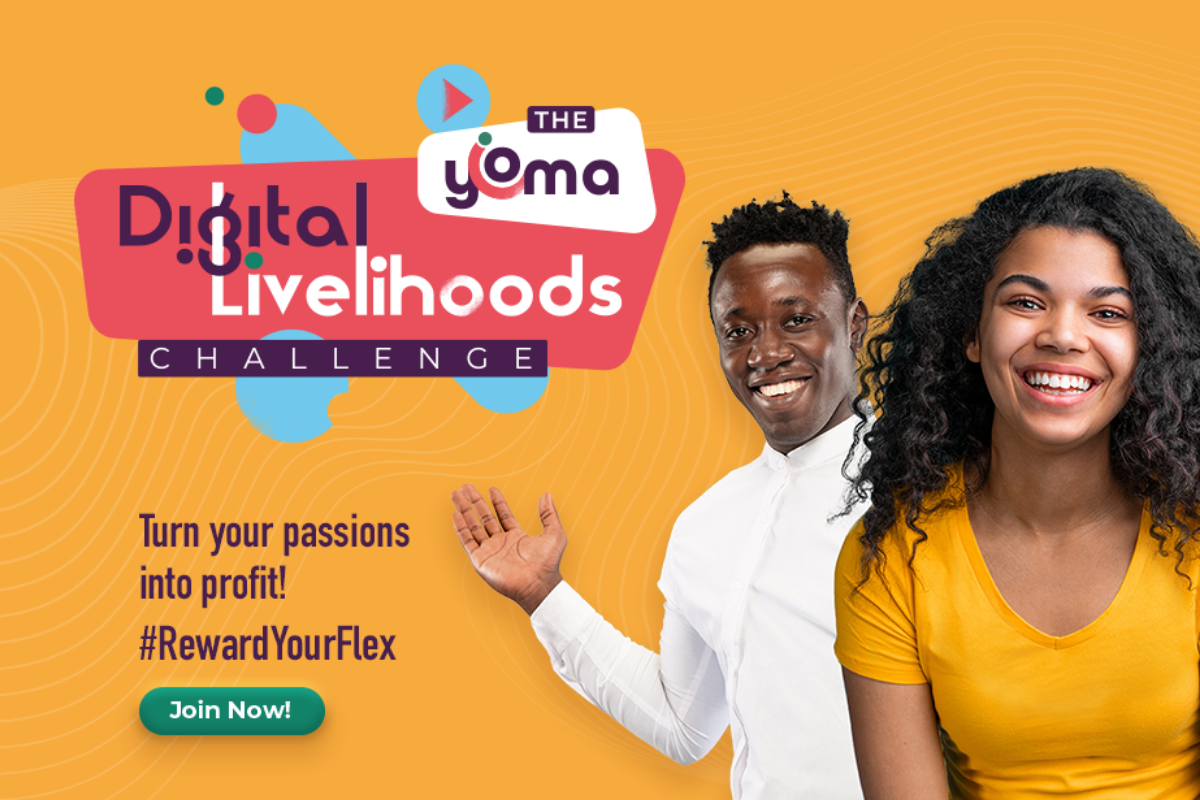 THE
yoma
Digital
Livelihoods
CHALLENGE
Turn your passions
into profit!
#RewardYourFlex
Join Now!